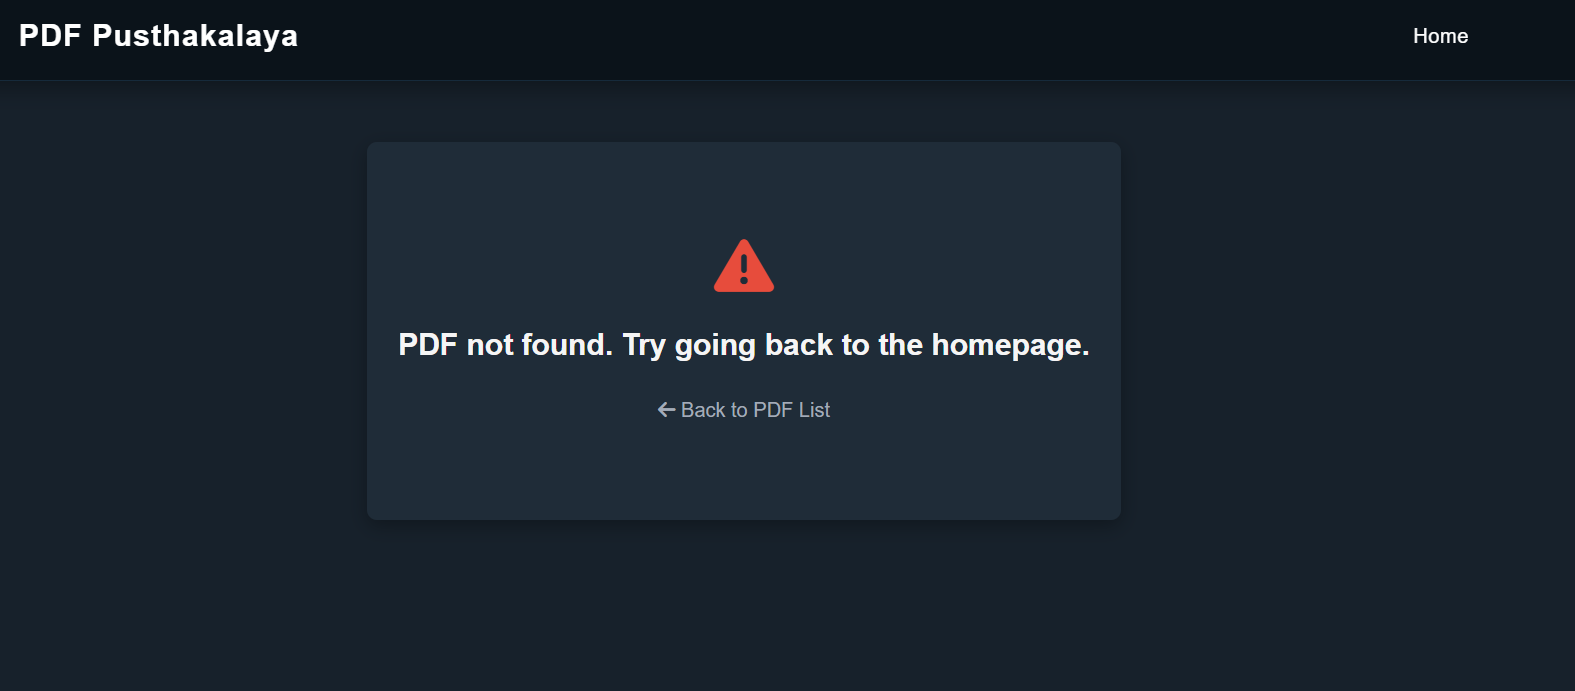 PDF Pusthakalaya
Home
PDF not found. Try going back to the homepage.
Back to PDF List